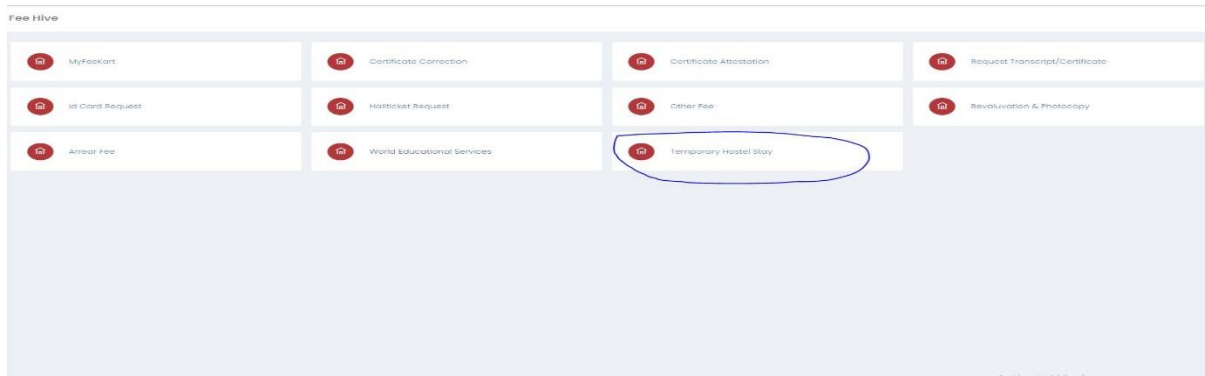 Fee Hive
MyFeeKart
Certificate Correction
Certificate Attestation
Request Transcript/Certificate
Id Card Request
Hallticket Request
Other Fee
Revaluvation & Photocopy
Arrear Fee
World Educational Services
Temporary Hostel Stay